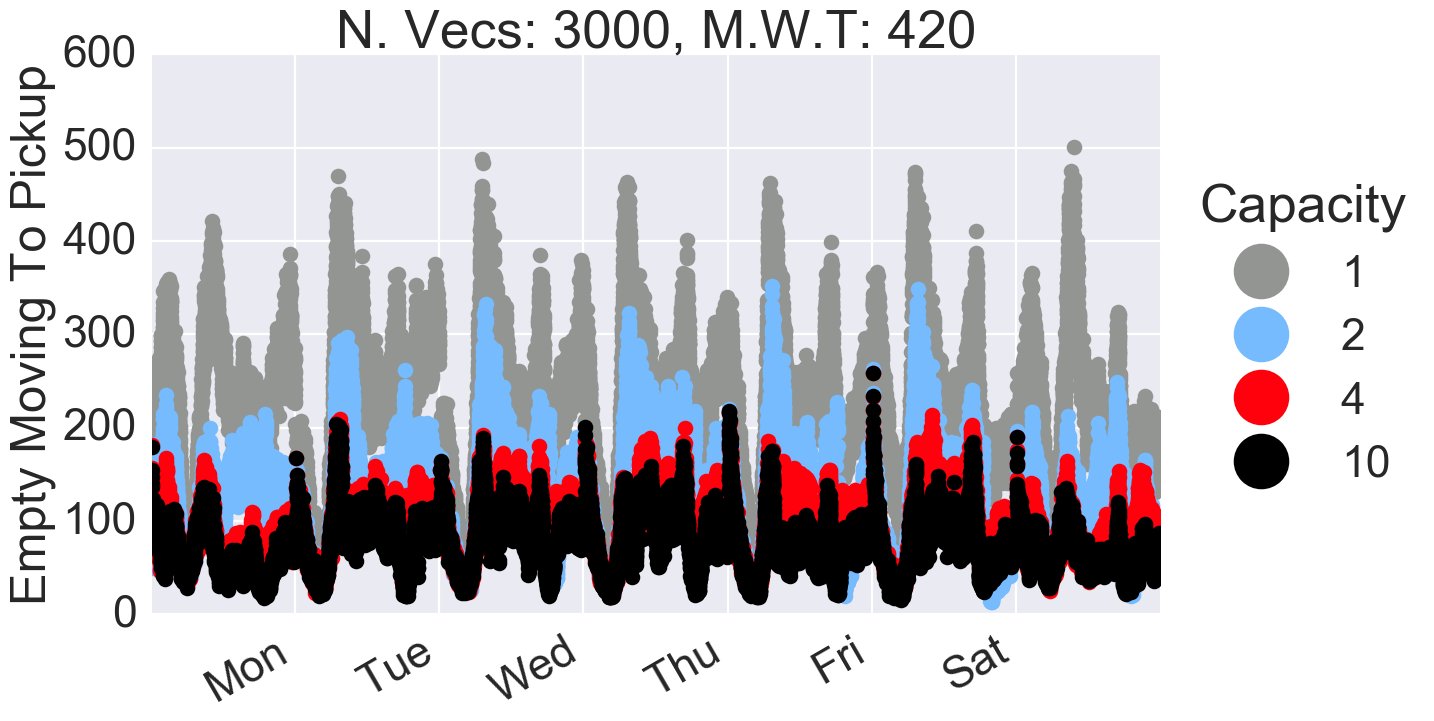 N. Vecs: 3000, M.W.T: 420
Empty Moving To Pickup
600
500
400
300
200
100
0
Mon
Tue
Wed
Thu
Fri
Sat
Capacity
1
2
4
10